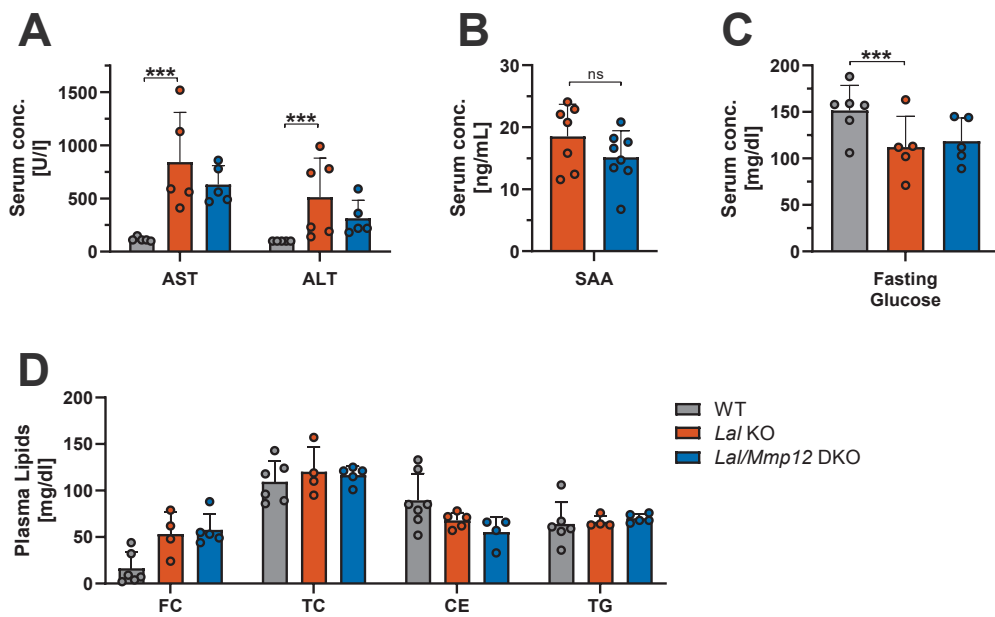 A
Serum conc.
[U/l]
1500
1000
500
0
***
***
AST
ALT
B
Serum conc.
[ng/mL]
30
20
10
0
ns
SAA
C
Serum conc.
[mg/dl]
200
150
100
50
0
***
Fasting
Glucose
D
Plasma Lipids
[mg/dl]
200
150
100
50
0
FC
TC
CE
TG
WT
Lal KO
Lal/Mmp12 DKO